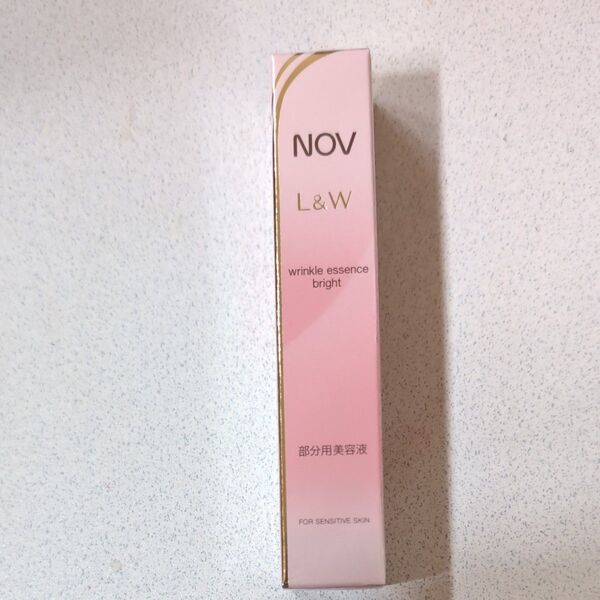 NOV
L&W
wrinkle essence
bright
部分用美容液
FOR SENSITIVE SKIN